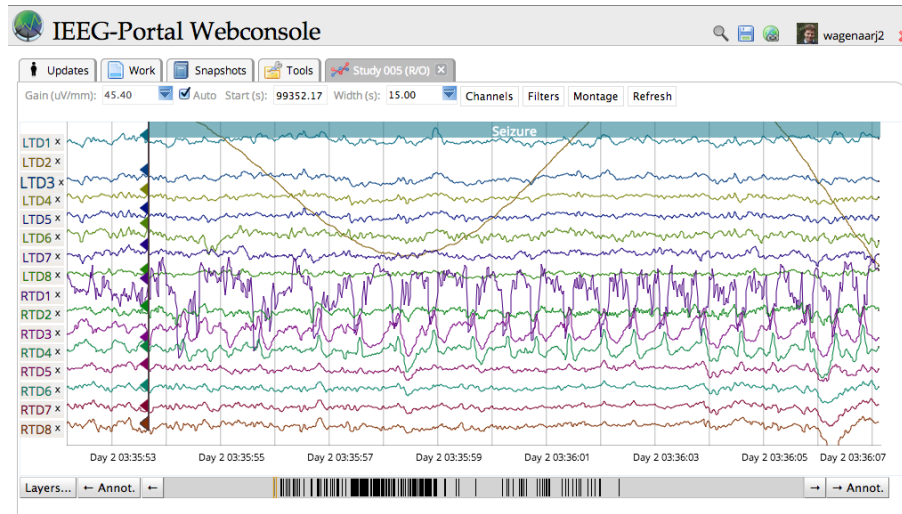 IEEG-Portal Webconsole
wagenaarj2
Updates Work Snapshots Tools Study 005 (R/O)
Gain (uV/mm): 45.40 Auto Start (s): 99352.17 Width (s): 15.00 Channels Filters Montage Refresh
Seizure
LTD1 x
LTD2 x
LTD3 x
LTD4 x
LTD5 x
LTD6 x
LTD7 x
LTD8 x
RTD1 x
RTD2 x
RTD3 x
RTD4 x
RTD5 x
RTD6 x
RTD7 x
RTD8 x
Day 2 03:35:53 Day 2 03:35:55 Day 2 03:35:57 Day 2 03:35:59 Day 2 03:36:01 Day 2 03:36:03 Day 2 03:36:05 Day 2 03:36:07
Layers... ← Annot. ← → → Annot.